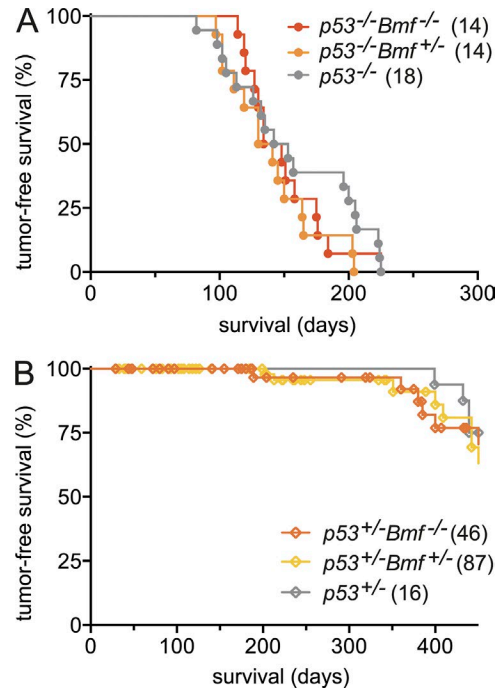 A
p53-/-Bmf-/- (14)
p53-/-Bmf+/- (14)
p53-/- (18)
tumor-free survival (%)
100
75
50
25
0
0 100 200 300
survival (days)
B
tumor-free survival (%)
100
75
50
25
0
p53+/-Bmf-/- (46)
p53+/-Bmf+/- (87)
p53+/- (16)
0 100 200 300 400
survival (days)